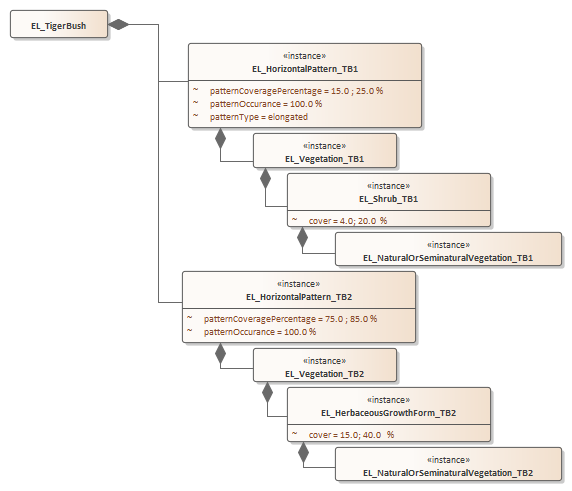 EL_TigerBush
«instance»
EL_HorizontalPattern_TB1
~ patternCoveragePercentage = 15.0 ; 25.0 %
~ patternOccurance = 100.0 %
~ patternType = elongated
«instance»
EL_Vegetation_TB1
«instance»
EL_Shrub_TB1
~ cover = 4.0; 20.0 %
«instance»
EL_NaturalOrSeminaturalVegetation_TB1
«instance»
EL_HorizontalPattern_TB2
~ patternCoveragePercentage = 75.0 ; 85.0 %
~ patternOccurance = 100.0 %
«instance»
EL_Vegetation_TB2
«instance»
EL_HerbaceousGrowthForm_TB2
~ cover = 15.0; 40.0 %
«instance»
EL_NaturalOrSeminaturalVegetation_TB2